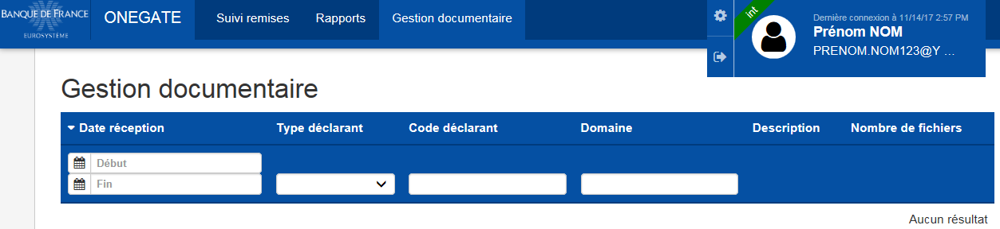 BANQUE DE FRANCE
EUROSYSTÈME
ONEGATE
Suivi remises Rapports Gestion documentaire
int
Dernière connexion à 11/14/17 2:57 PM
Prénom NOM
PRENOM.NOM123@Y ...
Gestion documentaire
Date réception Type déclarant Code déclarant Domaine Description Nombre de fichiers
Début
Fin
Aucun résultat